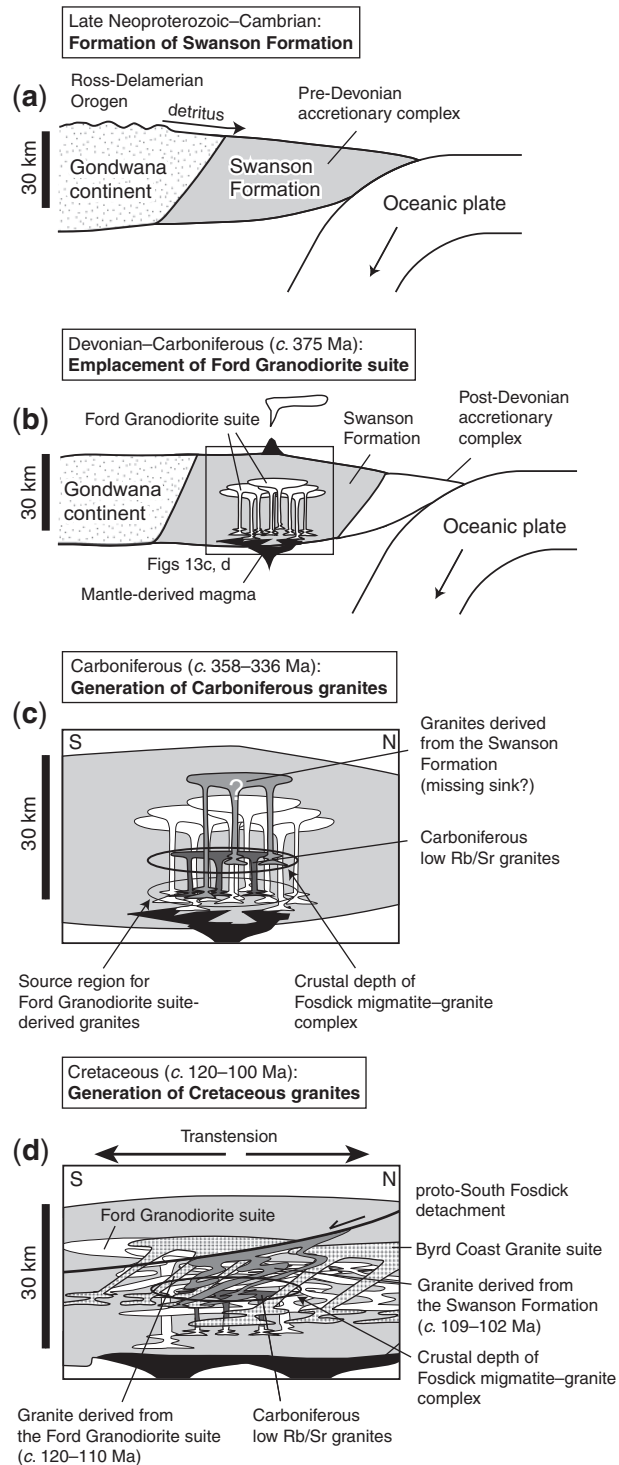 Late Neoproterozoic–Cambrian:
Formation of Swanson Formation
(a)
Ross-Delamerian
Orogen
detritus
Pre-Devonian
accretionary complex
30 km
Gondwana
continent
Swanson
Formation
Oceanic plate
Devonian–Carboniferous (c. 375 Ma):
Emplacement of Ford Granodiorite suite
(b)
Ford Granodiorite suite
Swanson
Formation
Post-Devonian
accretionary
complex
30 km
Gondwana
continent
Oceanic plate
Figs 13c, d
Mantle-derived magma
Carboniferous (c. 358–336 Ma):
Generation of Carboniferous granites
(c)
S
N
30 km
?
Granites derived
from the Swanson
Formation
(missing sink?)
Carboniferous
low Rb/Sr granites
Source region for
Ford Granodiorite suite-
derived granites
Crustal depth of
Fosdick migmatite–granite
complex
Cretaceous (c. 120–100 Ma):
Generation of Cretaceous granites
Transtension
(d)
S
N
30 km
Ford Granodiorite suite
proto-South Fosdick
detachment
Byrd Coast Granite suite
Granite derived from
the Swanson Formation
(c. 109–102 Ma)
Crustal depth of
Fosdick migmatite–granite
complex
Granite derived from
the Ford Granodiorite suite
(c. 120–110 Ma)
Carboniferous
low Rb/Sr granites